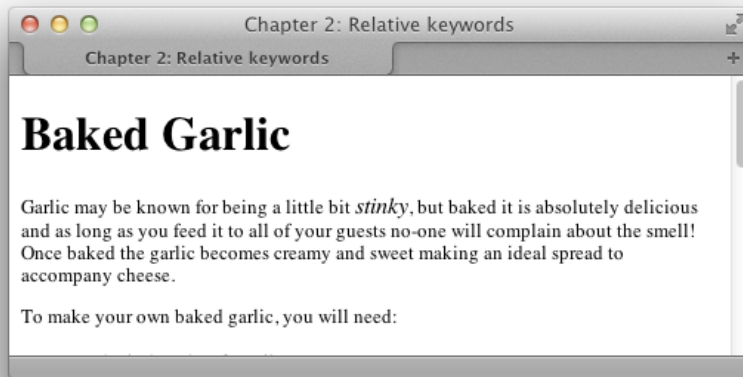 Chapter 2: Relative keywords
Chapter 2: Relative keywords
Baked Garlic
Garlic may be known for being a little bit stinky, but baked it is absolutely delicious
and as long as you feed it to all of your guests no-one will complain about the smell!
Once baked the garlic becomes creamy and sweet making an ideal spread to
accompany cheese.
To make your own baked garlic, you will need: